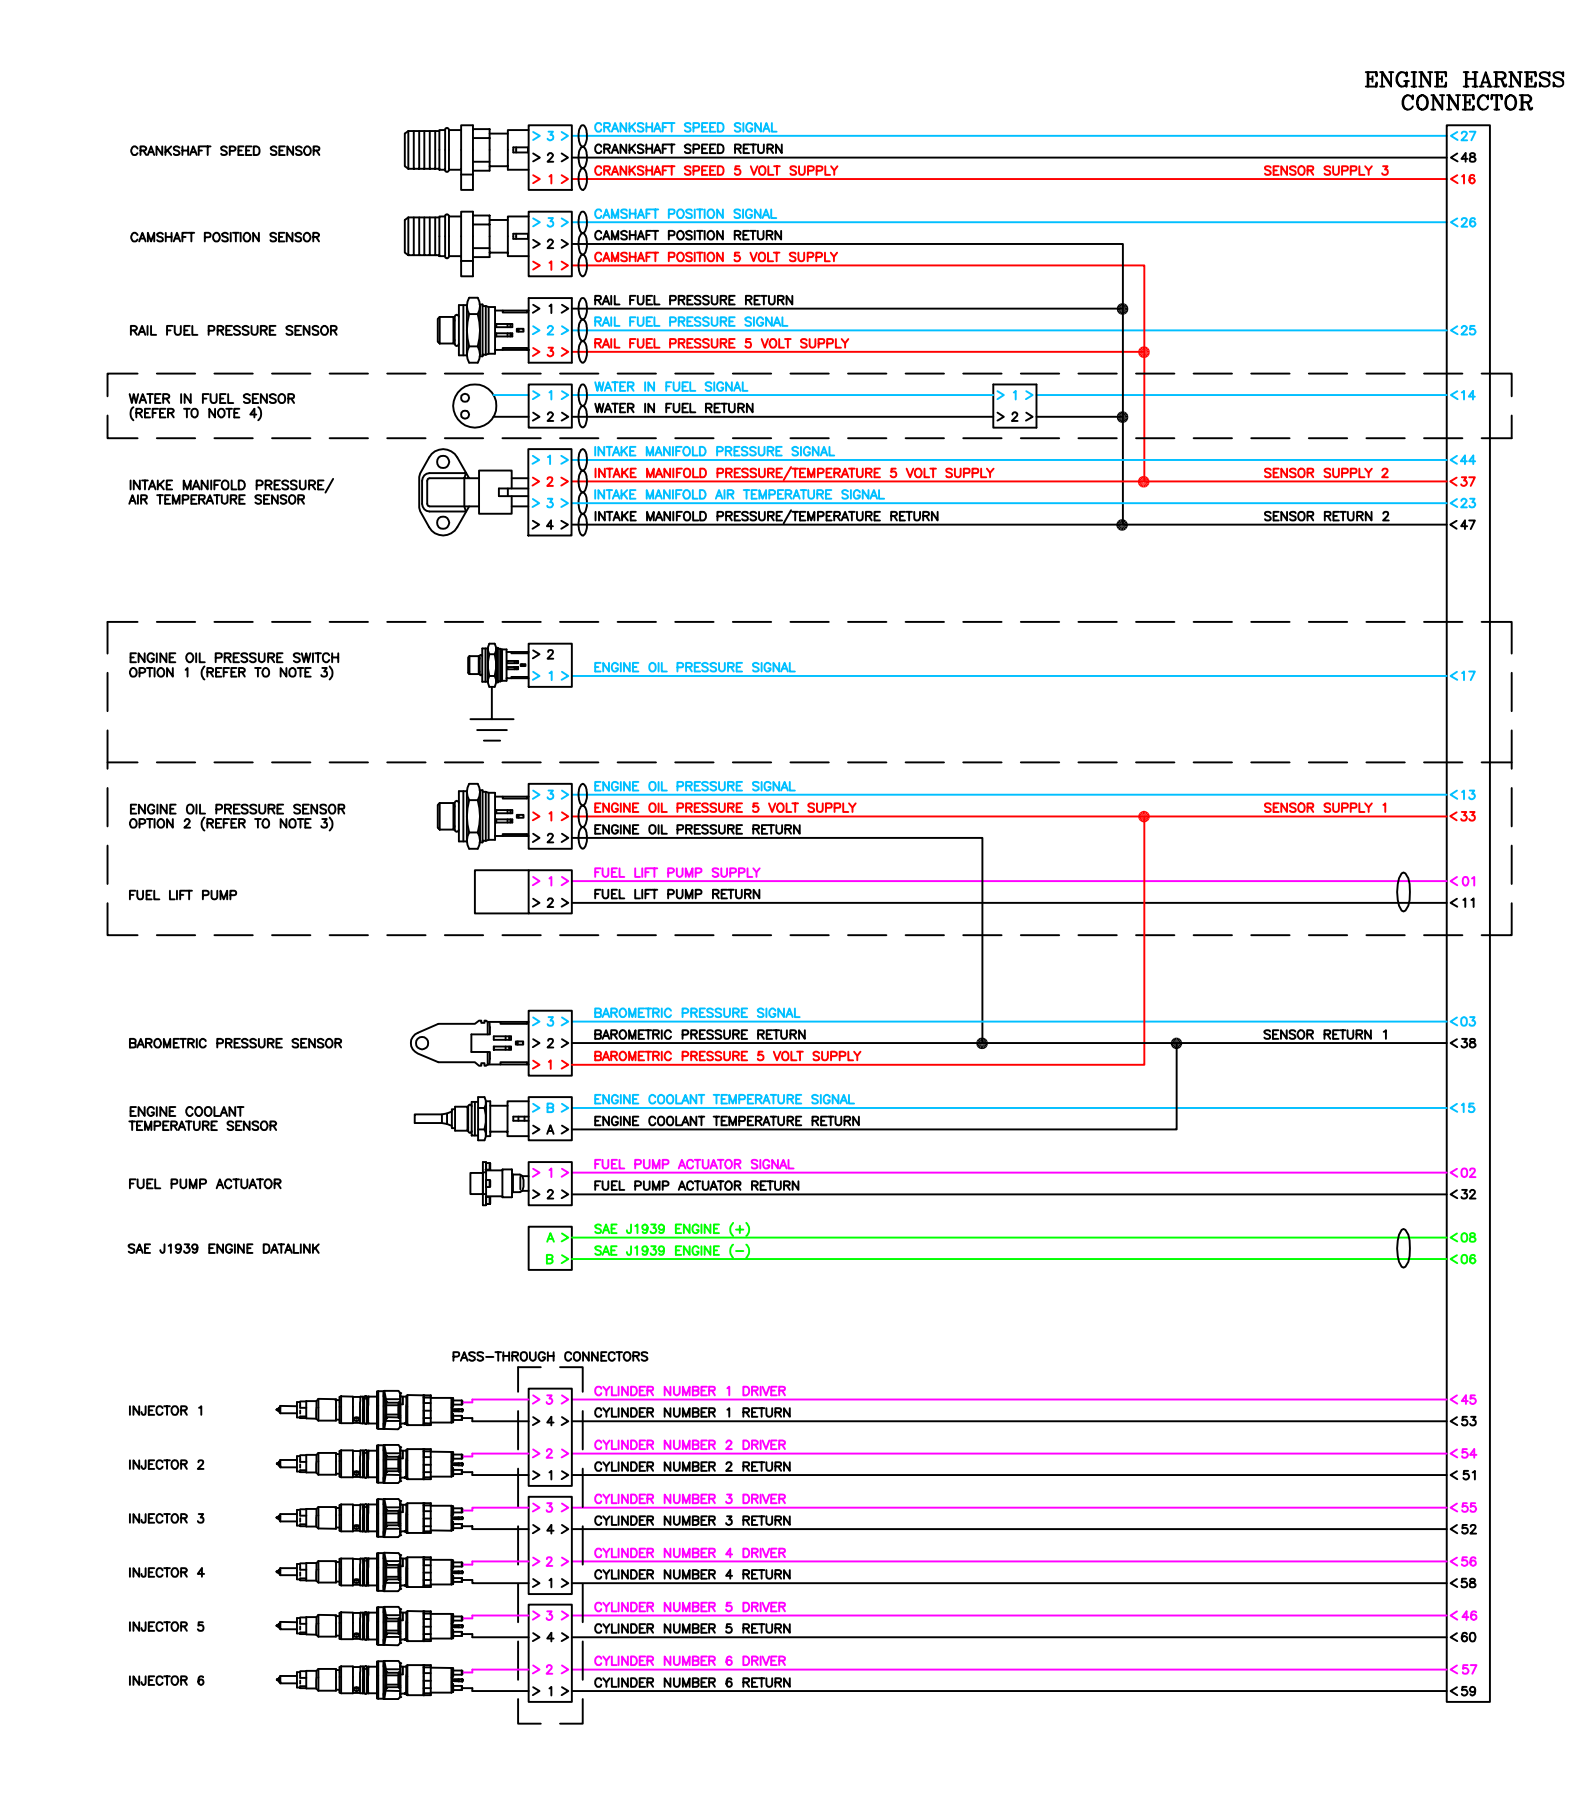 ENGINE HARNESS
CONNECTOR
CRANKSHAFT SPEED SENSOR
> 3 > CRANKSHAFT SPEED SIGNAL <27
> 2 > CRANKSHAFT SPEED RETURN <48
> 1 > CRANKSHAFT SPEED 5 VOLT SUPPLY SENSOR SUPPLY 3 <16
CAMSHAFT POSITION SENSOR
> 3 > CAMSHAFT POSITION SIGNAL <26
> 2 > CAMSHAFT POSITION RETURN
> 1 > CAMSHAFT POSITION 5 VOLT SUPPLY
RAIL FUEL PRESSURE SENSOR
> 1 > RAIL FUEL PRESSURE RETURN
> 2 > RAIL FUEL PRESSURE SIGNAL <25
> 3 > RAIL FUEL PRESSURE 5 VOLT SUPPLY
WATER IN FUEL SENSOR
(REFER TO NOTE 4)
> 1 > WATER IN FUEL SIGNAL > 1 > <14
> 2 > WATER IN FUEL RETURN > 2 >
INTAKE MANIFOLD PRESSURE/
AIR TEMPERATURE SENSOR
> 1 > INTAKE MANIFOLD PRESSURE SIGNAL <44
> 2 > INTAKE MANIFOLD PRESSURE/TEMPERATURE 5 VOLT SUPPLY SENSOR SUPPLY 2 <37
> 3 > INTAKE MANIFOLD AIR TEMPERATURE SIGNAL <23
> 4 > INTAKE MANIFOLD PRESSURE/TEMPERATURE RETURN SENSOR RETURN 2 <47
ENGINE OIL PRESSURE SWITCH
OPTION 1 (REFER TO NOTE 3)
> 2
> 1 > ENGINE OIL PRESSURE SIGNAL <17
ENGINE OIL PRESSURE SENSOR
OPTION 2 (REFER TO NOTE 3)
> 3 > ENGINE OIL PRESSURE SIGNAL <13
> 1 > ENGINE OIL PRESSURE 5 VOLT SUPPLY SENSOR SUPPLY 1 <33
> 2 > ENGINE OIL PRESSURE RETURN
FUEL LIFT PUMP
> 1 > FUEL LIFT PUMP SUPPLY <01
> 2 > FUEL LIFT PUMP RETURN <11
BAROMETRIC PRESSURE SENSOR
> 3 > BAROMETRIC PRESSURE SIGNAL <03
> 2 > BAROMETRIC PRESSURE RETURN SENSOR RETURN 1 <38
> 1 > BAROMETRIC PRESSURE 5 VOLT SUPPLY
ENGINE COOLANT
TEMPERATURE SENSOR
> B > ENGINE COOLANT TEMPERATURE SIGNAL <15
> A > ENGINE COOLANT TEMPERATURE RETURN
FUEL PUMP ACTUATOR
> 1 > FUEL PUMP ACTUATOR SIGNAL <02
> 2 > FUEL PUMP ACTUATOR RETURN <32
SAE J1939 ENGINE DATALINK
A > SAE J1939 ENGINE (+) <08
B > SAE J1939 ENGINE (-) <06
PASS-THROUGH CONNECTORS
INJECTOR 1
> 3 > CYLINDER NUMBER 1 DRIVER <45
> 4 > CYLINDER NUMBER 1 RETURN <53
INJECTOR 2
> 2 > CYLINDER NUMBER 2 DRIVER <54
> 1 > CYLINDER NUMBER 2 RETURN <51
INJECTOR 3
> 3 > CYLINDER NUMBER 3 DRIVER <55
> 4 > CYLINDER NUMBER 3 RETURN <52
INJECTOR 4
> 2 > CYLINDER NUMBER 4 DRIVER <56
> 1 > CYLINDER NUMBER 4 RETURN <58
INJECTOR 5
> 3 > CYLINDER NUMBER 5 DRIVER <46
> 4 > CYLINDER NUMBER 5 RETURN <60
INJECTOR 6
> 2 > CYLINDER NUMBER 6 DRIVER <57
> 1 > CYLINDER NUMBER 6 RETURN <59